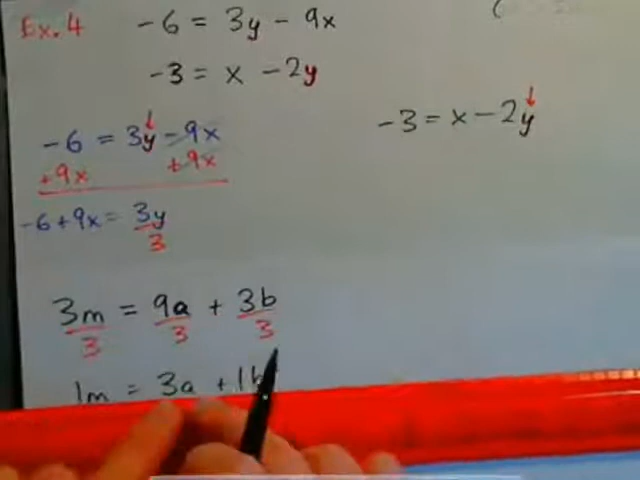 Ex. 4
-6 = 3y - 9x
-3 = x - 2y
-6 = 3y - 9x
+9x +9x
-6 + 9x = 3y
3
3m = 9a + 3b
3 3 3
1m = 3a + 1b
-3 = x - 2y